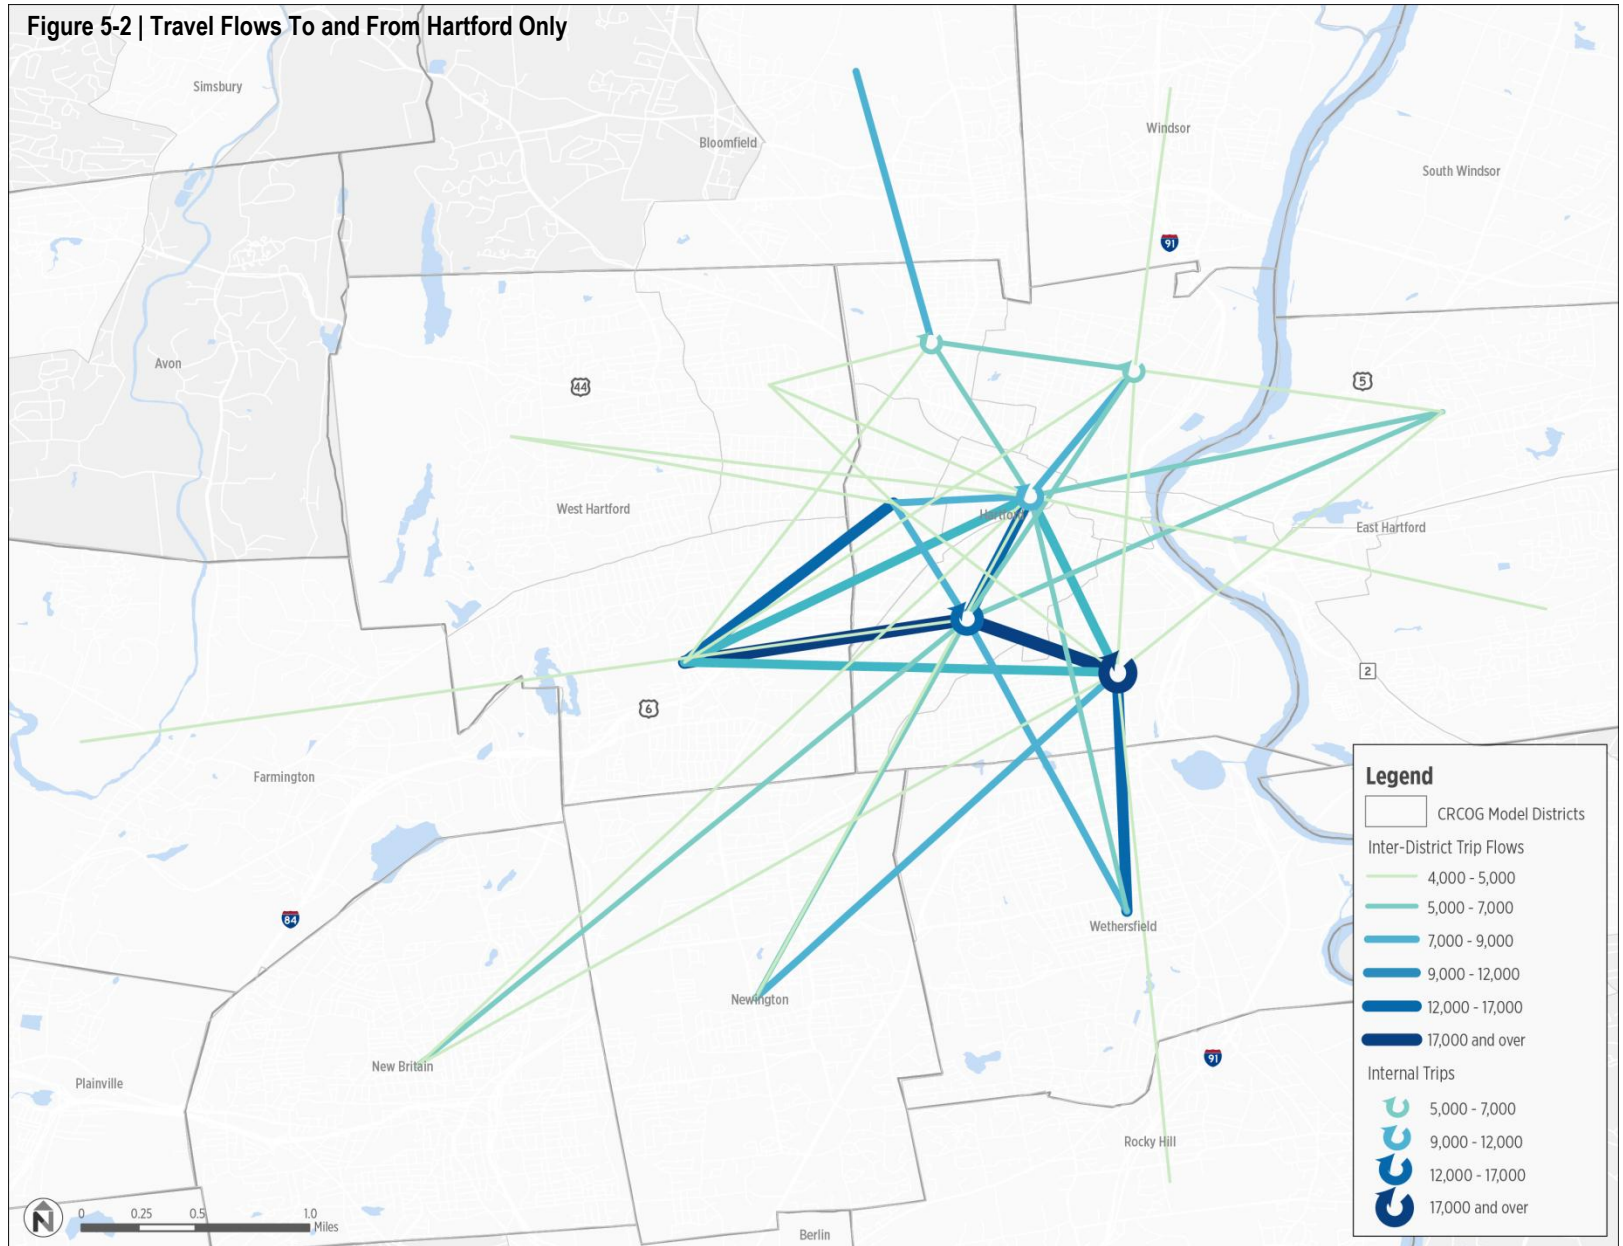 Figure 5-2 | Travel Flows To and From Hartford Only
Simsbury
Bloomfield
Windsor
South Windsor
91
Avon
44
5
West Hartford
Hartford
East Hartford
6
2
Farmington
84
Wethersfield
Newington
New Britain
Plainville
91
Rocky Hill
Berlin
N
0 0.25 0.5 1.0
Miles
Legend
CRCOG Model Districts
Inter-District Trip Flows
4,000 - 5,000
5,000 - 7,000
7,000 - 9,000
9,000 - 12,000
12,000 - 17,000
17,000 and over
Internal Trips
5,000 - 7,000
9,000 - 12,000
12,000 - 17,000
17,000 and over